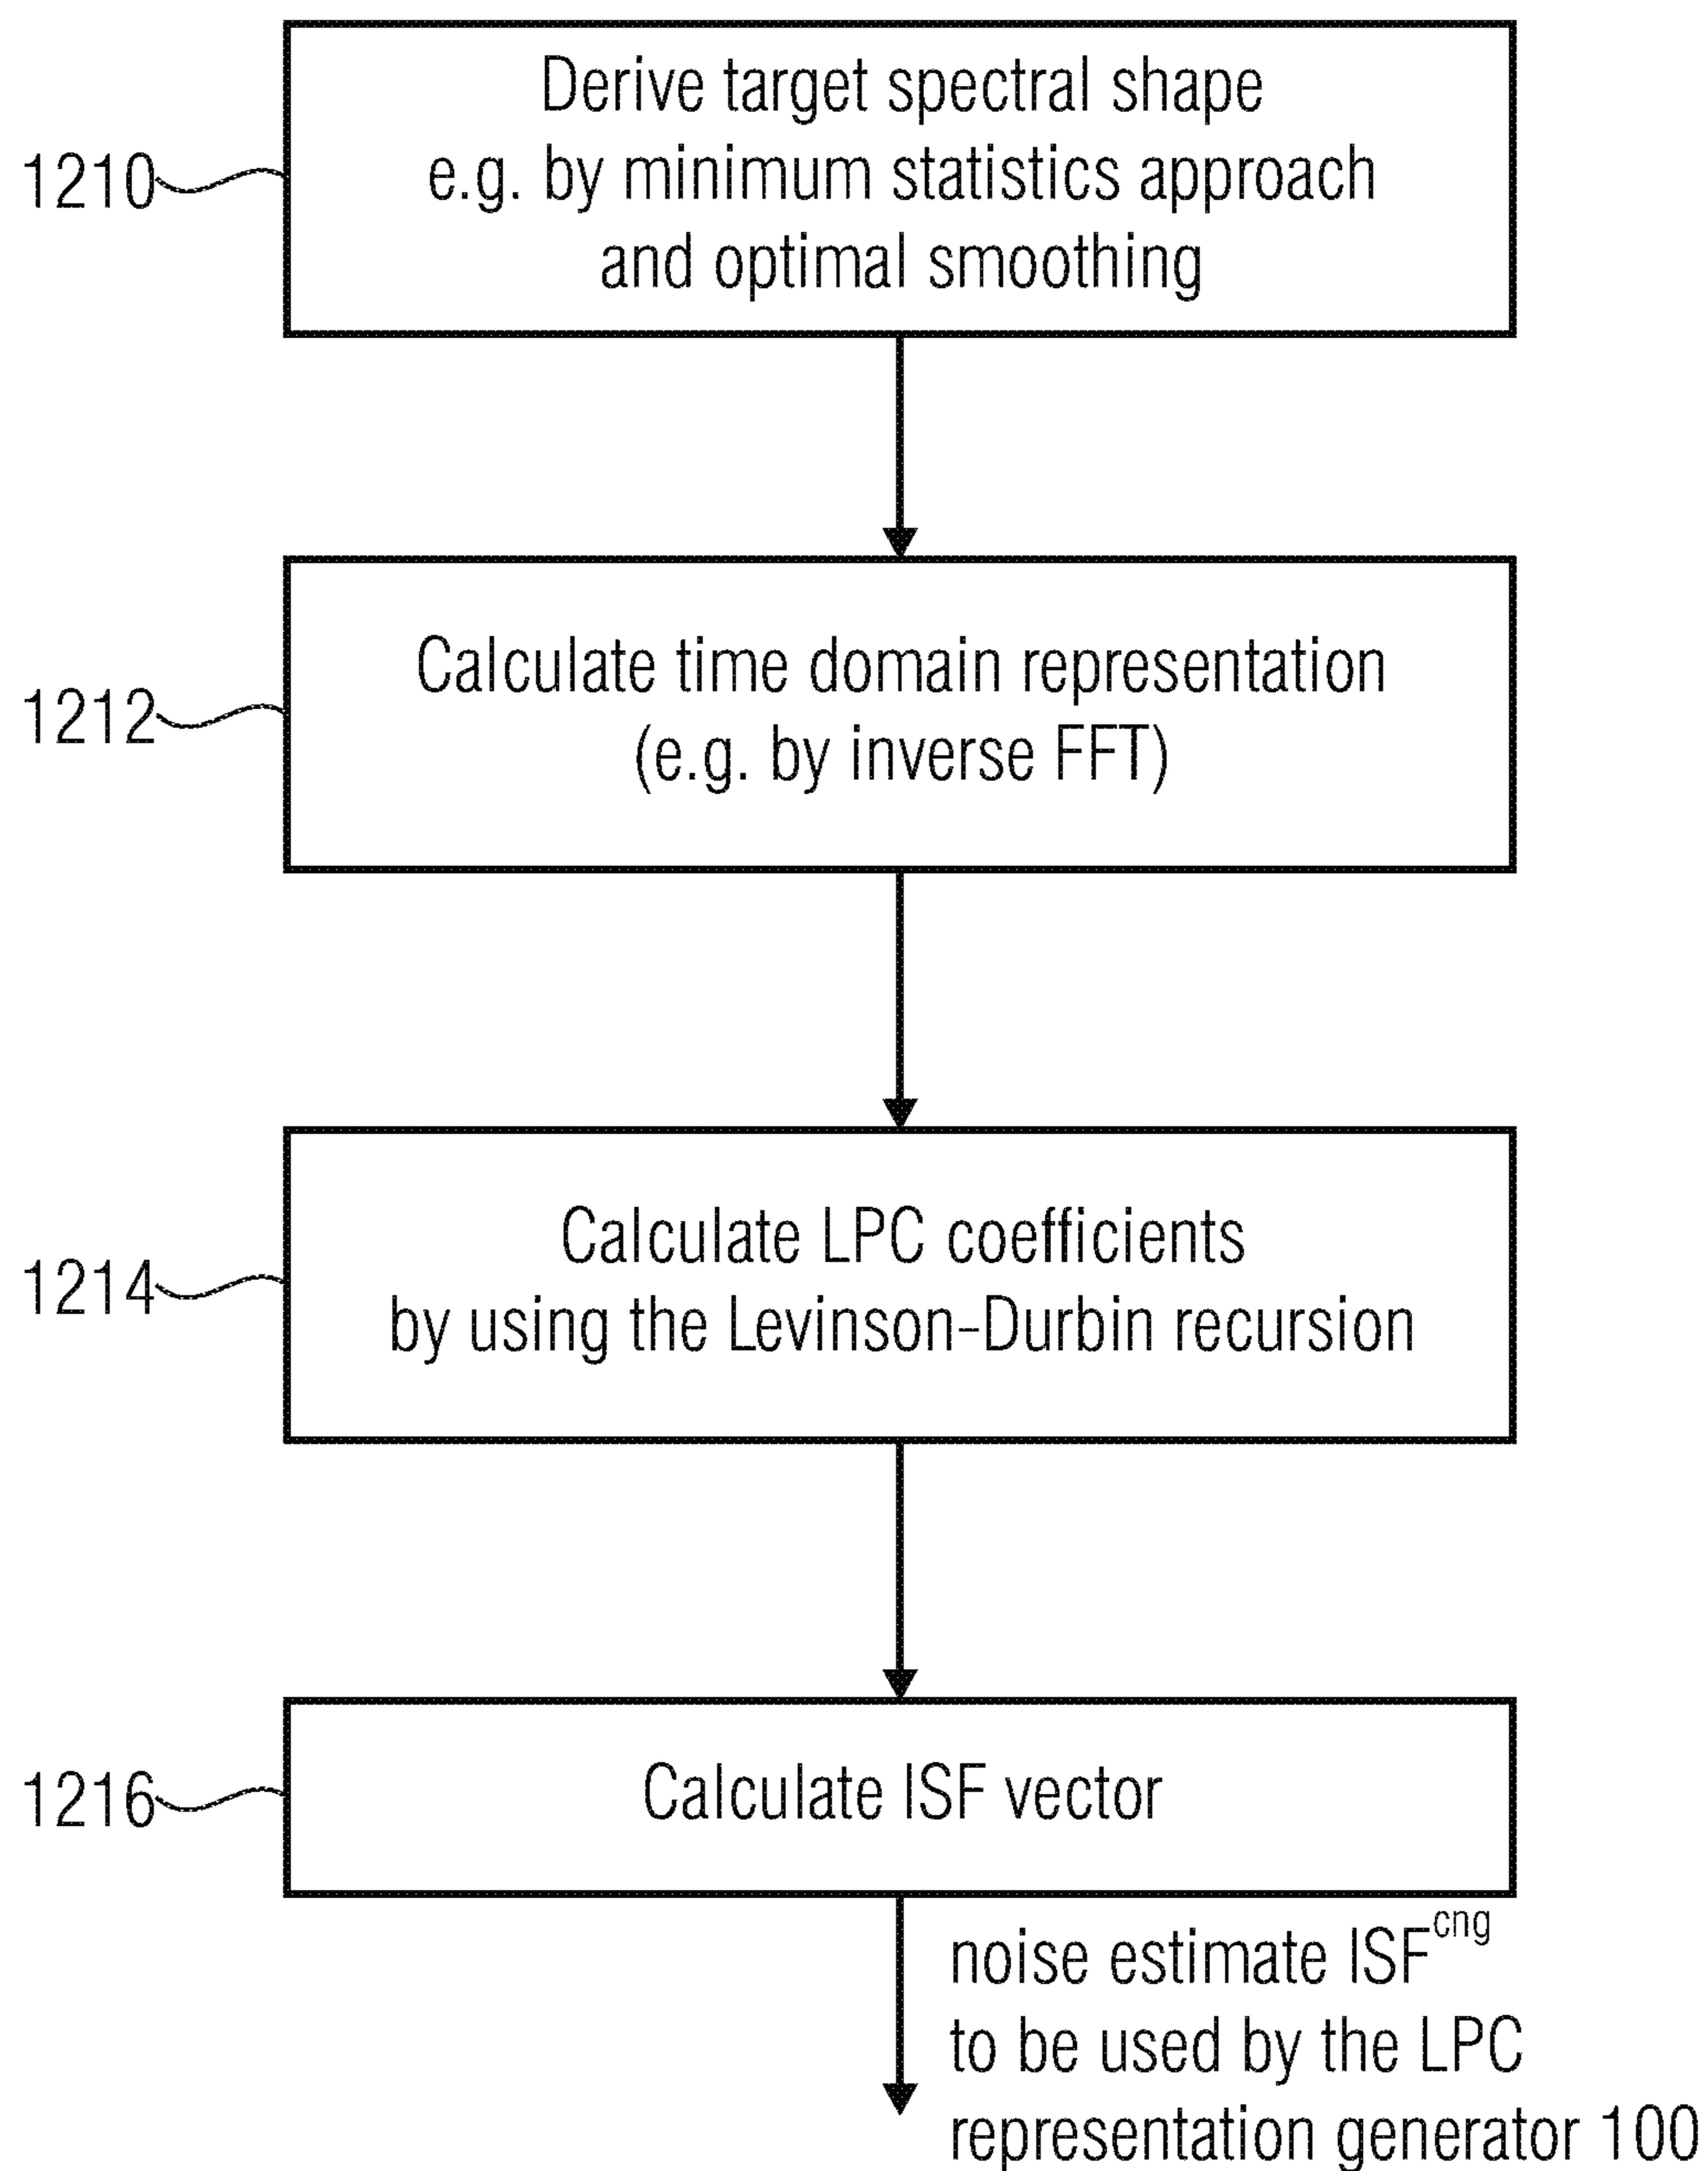 Derive target spectral shape
1210
e.g. by minimum statistics approach
and optimal smoothing
Calculate time domain representation
1212
(e.g. by inverse FFT)
Calculate LPC coefficients
1214
by using the Levinson-Durbin recursion
1216
Calculate ISF vector
noise estimate ISF^cng
to be used by the LPC
representation generator 100